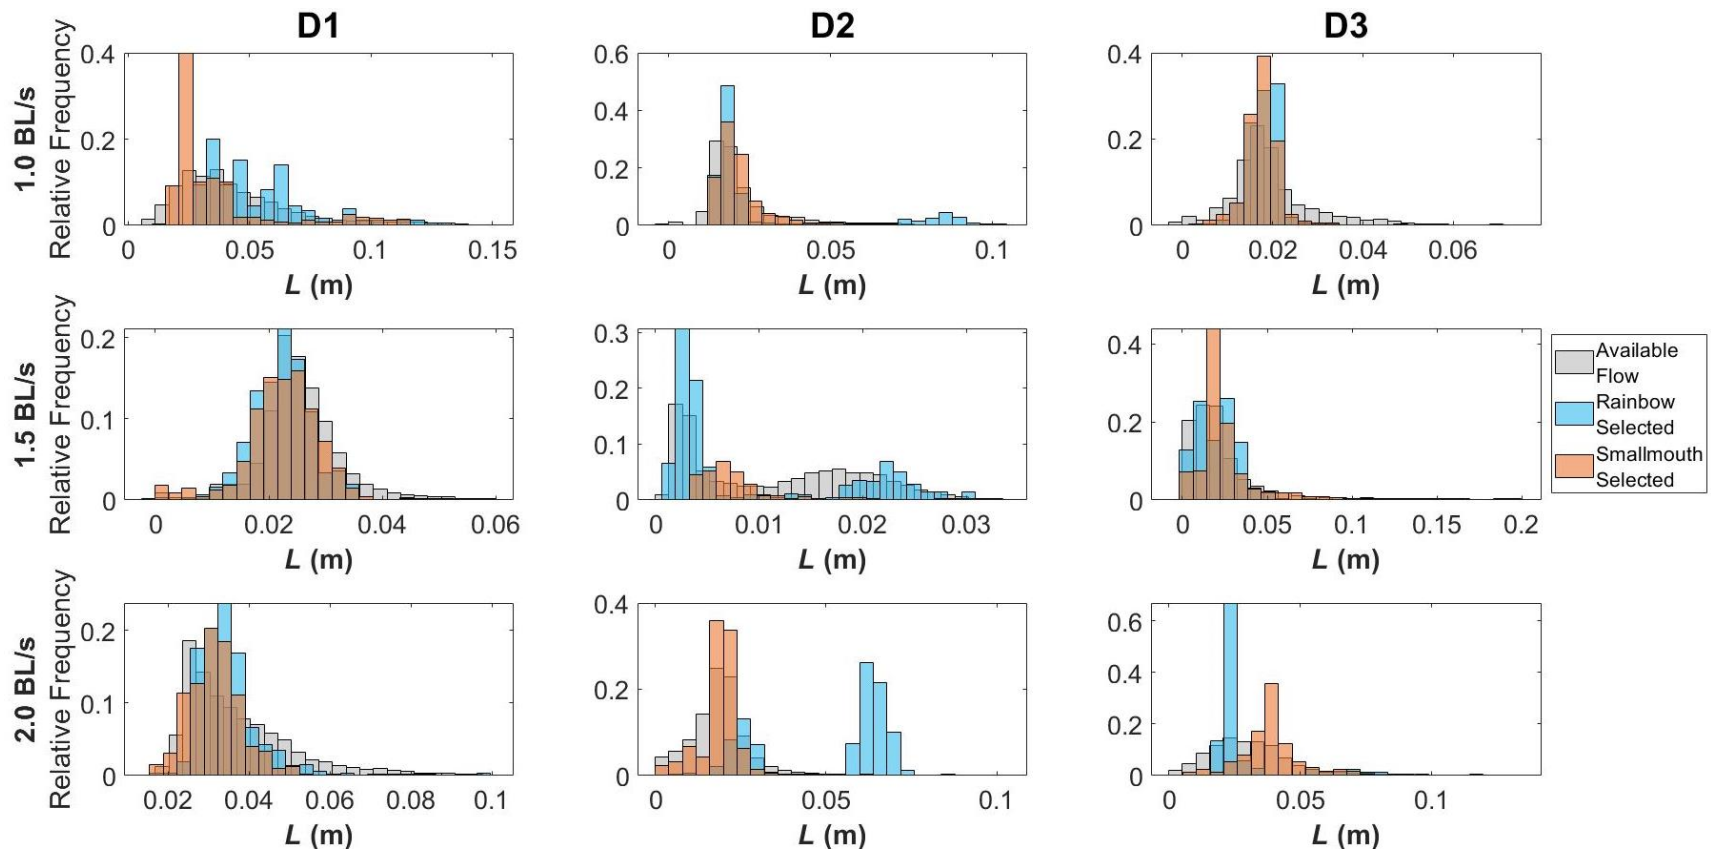 D1
D2
D3
1.0 BL/s
Relative Frequency
0.4
0.2
0
0
0.05
0.1
0.15
L (m)
0.6
0.4
0.2
0
0
0.05
0.1
L (m)
0.4
0.2
0
0
0.02
0.04
0.06
L (m)
1.5 BL/s
Relative Frequency
0.2
0.1
0
0
0.02
0.04
0.06
L (m)
0.3
0.2
0.1
0
0
0.01
0.02
0.03
L (m)
0.4
0.2
0
0
0.05
0.1
0.15
0.2
L (m)
Available
Flow
Rainbow
Selected
Smallmouth
Selected
2.0 BL/s
Relative Frequency
0.2
0.1
0
0.02
0.04
0.06
0.08
0.1
L (m)
0.4
0.2
0
0
0.05
0.1
L (m)
0.6
0.4
0.2
0
0
0.05
0.1
L (m)